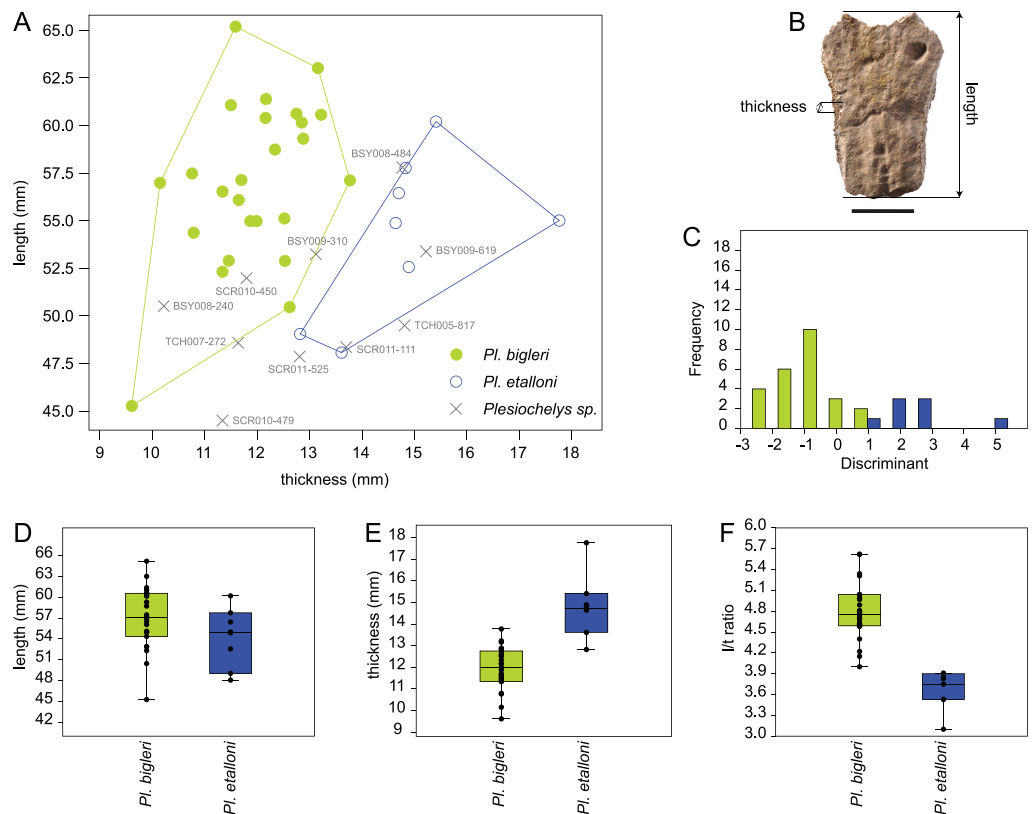 A
65.0
62.5
60.0
57.5
55.0
52.5
50.0
47.5
45.0
length (mm)
BSY008-484
BSY009-310
BSY009-619
SCR010-450
BSY008-240
TCH005-817
TCH007-272
SCR011-111
SCR011-525
SCR010-479
Pl. bigleri
Pl. etalloni
Plesiochelys sp.
9 10 11 12 13 14 15 16 17 18
thickness (mm)
B
thickness
length
C
18
16
14
12
10
8
6
4
2
0
Frequency
-3 -2 -1 0 1 2 3 4 5
Discriminant
D
66
63
60
57
54
51
48
45
42
length (mm)
Pl. bigleri
Pl. etalloni
E
18
17
16
15
14
13
12
11
10
9
thickness (mm)
Pl. bigleri
Pl. etalloni
F
6.0
5.7
5.4
5.1
4.8
4.5
4.2
3.9
3.6
3.3
3.0
l/t ratio
Pl. bigleri
Pl. etalloni